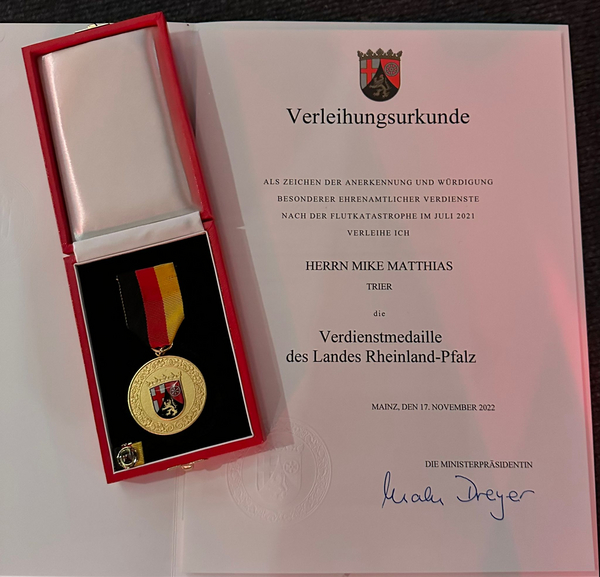 Verleihungsurkunde
ALS ZEICHEN DER ANERKENNUNG UND WÜRDIGUNG
BESONDERER EHRENAMTLICHER VERDIENSTE
NACH DER FLUTKATASTROPHE IM JULI 2021
VERLEIHE ICH
HERRN MIKE MATTHIAS
TRIER
die
Verdienstmedaille
des Landes Rheinland-Pfalz
MAINZ, DEN 17. NOVEMBER 2022
DIE MINISTERPRÄSIDENTIN
Malu Dreyer